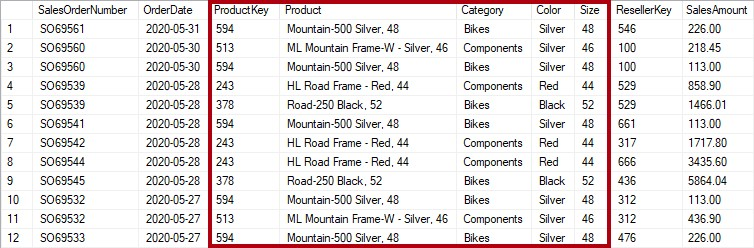 SalesOrderNumber OrderDate ProductKey Product Category Color Size ResellerKey SalesAmount
1 SO69561 2020-05-31 594 Mountain-500 Silver, 48 Bikes Silver 48 546 226.00
2 SO69560 2020-05-30 513 ML Mountain Frame-W - Silver, 46 Components Silver 46 100 218.45
3 SO69560 2020-05-30 594 Mountain-500 Silver, 48 Bikes Silver 48 100 113.00
4 SO69539 2020-05-28 243 HL Road Frame - Red, 44 Components Red 44 529 858.90
5 SO69539 2020-05-28 378 Road-250 Black, 52 Bikes Black 52 529 1466.01
6 SO69541 2020-05-28 594 Mountain-500 Silver, 48 Bikes Silver 48 661 113.00
7 SO69542 2020-05-28 243 HL Road Frame - Red, 44 Components Red 44 317 1717.80
8 SO69544 2020-05-28 243 HL Road Frame - Red, 44 Components Red 44 666 3435.60
9 SO69545 2020-05-28 378 Road-250 Black, 52 Bikes Black 52 436 5864.04
10 SO69532 2020-05-27 594 Mountain-500 Silver, 48 Bikes Silver 48 312 113.00
11 SO69532 2020-05-27 513 ML Mountain Frame-W - Silver, 46 Components Silver 46 312 436.90
12 SO69533 2020-05-27 594 Mountain-500 Silver, 48 Bikes Silver 48 476 226.00